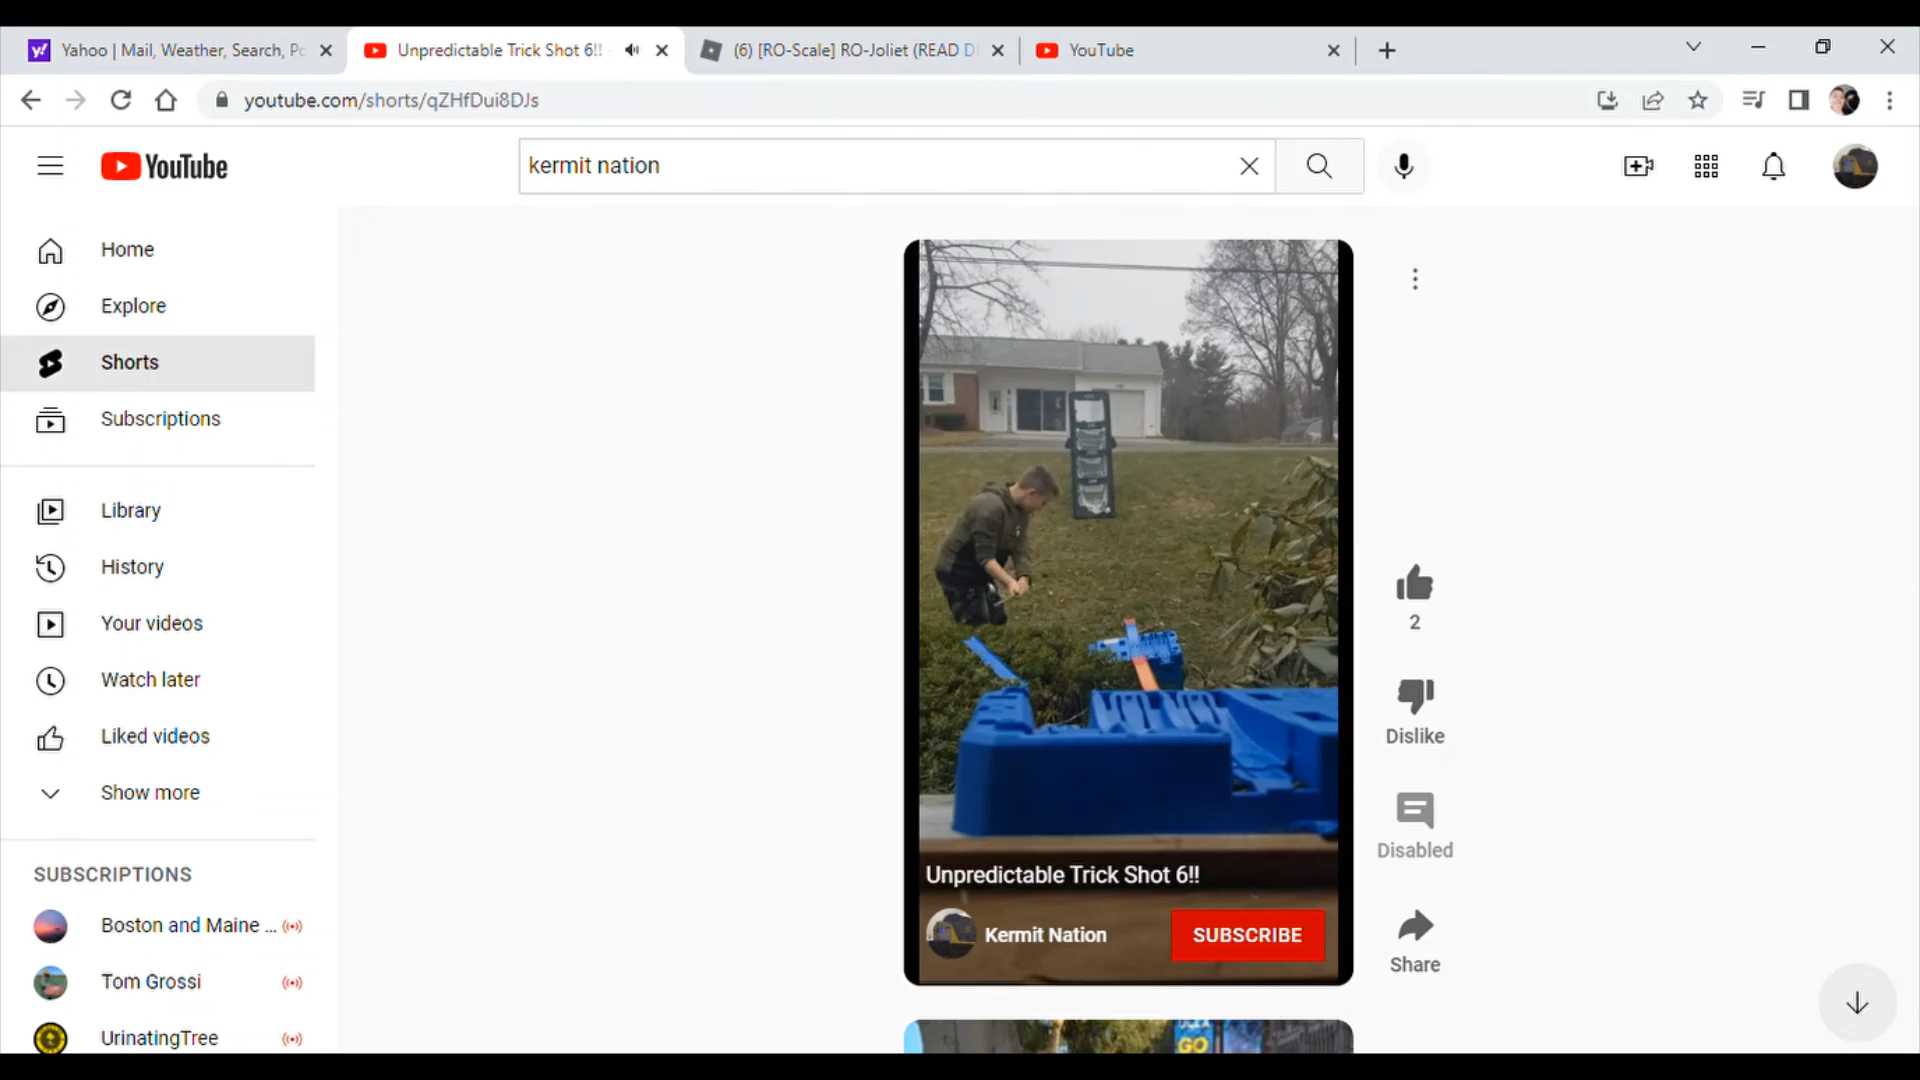 Yahoo | Mail, Weather, Search, Po
Unpredictable Trick Shot 6!! -
(6) [RO-Scale] RO-Joliet (READ D
YouTube
youtube.com/shorts/qZHfDui8DJs
YouTube
kermit nation
Home
Explore
Shorts
Subscriptions
Library
History
Your videos
Watch later
Liked videos
Show more
SUBSCRIPTIONS
Boston and Maine ...
Tom Grossi
UrinatingTree
2
Dislike
Disabled
Share
Unpredictable Trick Shot 6!!
Kermit Nation
SUBSCRIBE
GO